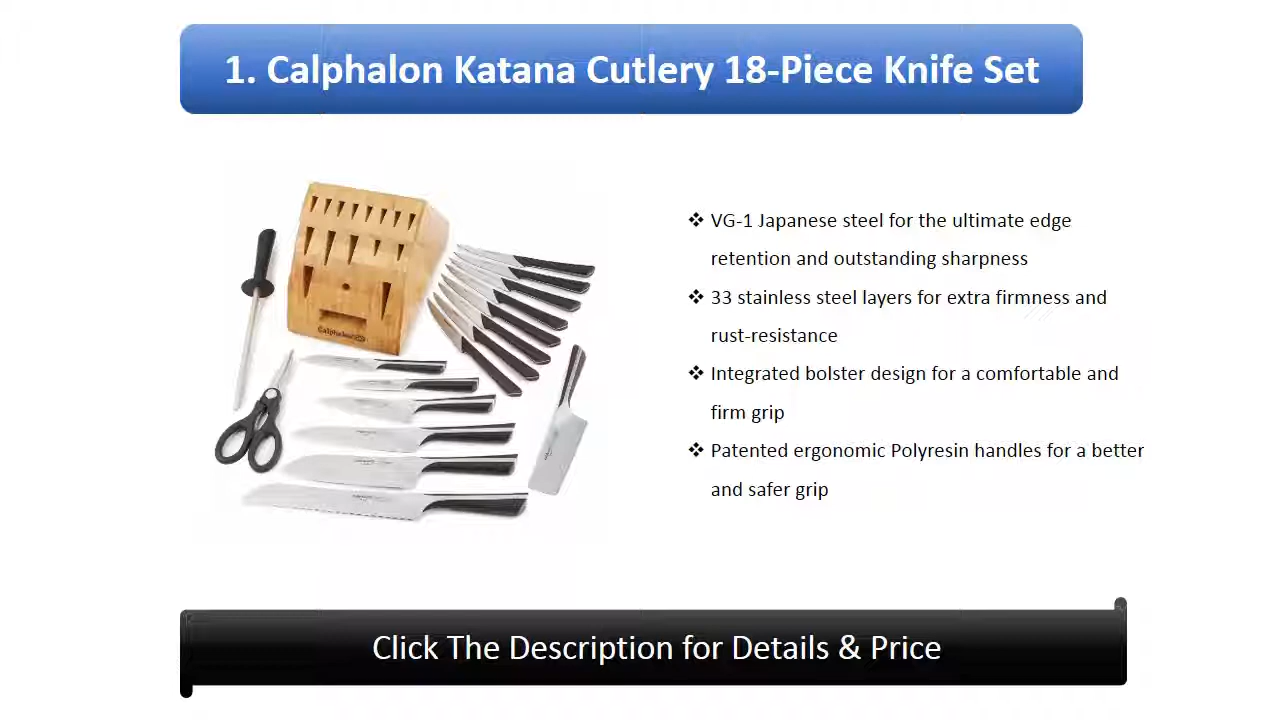 1. Calphalon Katana Cutlery 18-Piece Knife Set
Calphalon
❖ VG-1 Japanese steel for the ultimate edge
retention and outstanding sharpness
❖ 33 stainless steel layers for extra firmness and
rust-resistance
❖ Integrated bolster design for a comfortable and
firm grip
❖ Patented ergonomic Polyresin handles for a better
and safer grip
Click The Description for Details & Price